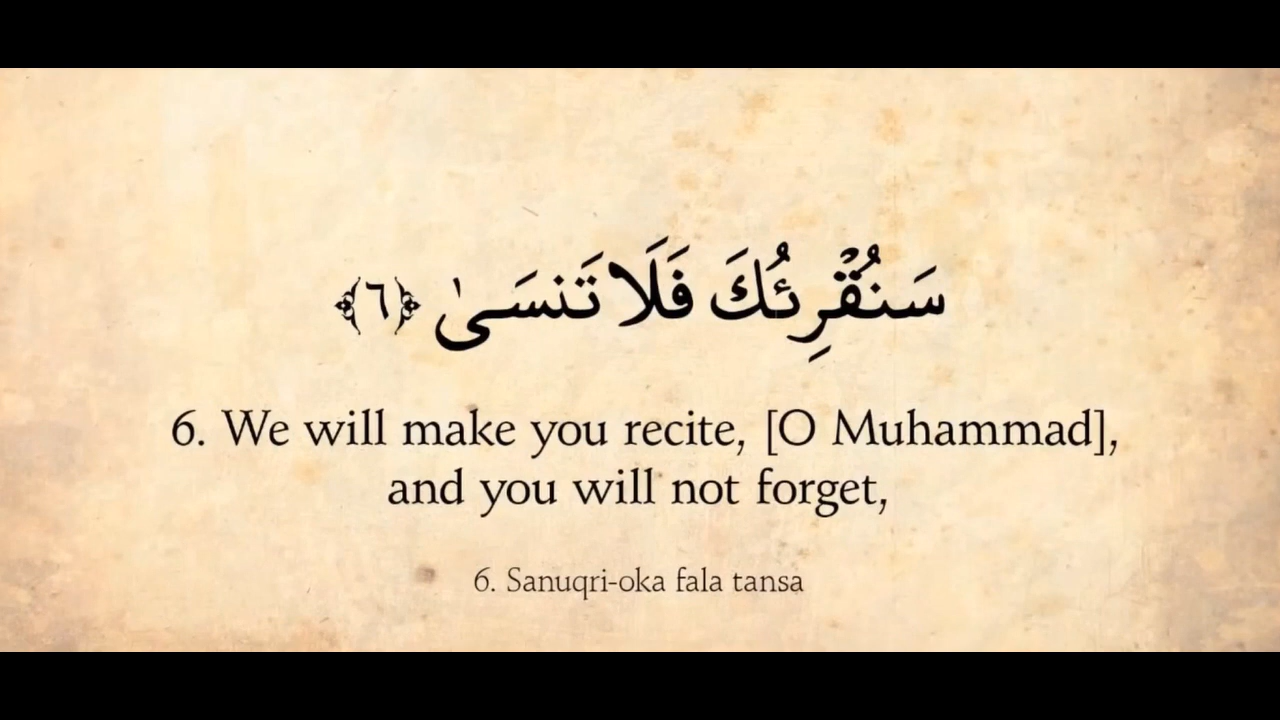 سَنُقْرِئُكَ فَلَا تَنسَىٰ ﴿٦﴾
6. We will make you recite, [O Muhammad],
and you will not forget,
6. Sanuqri-oka fala tansa